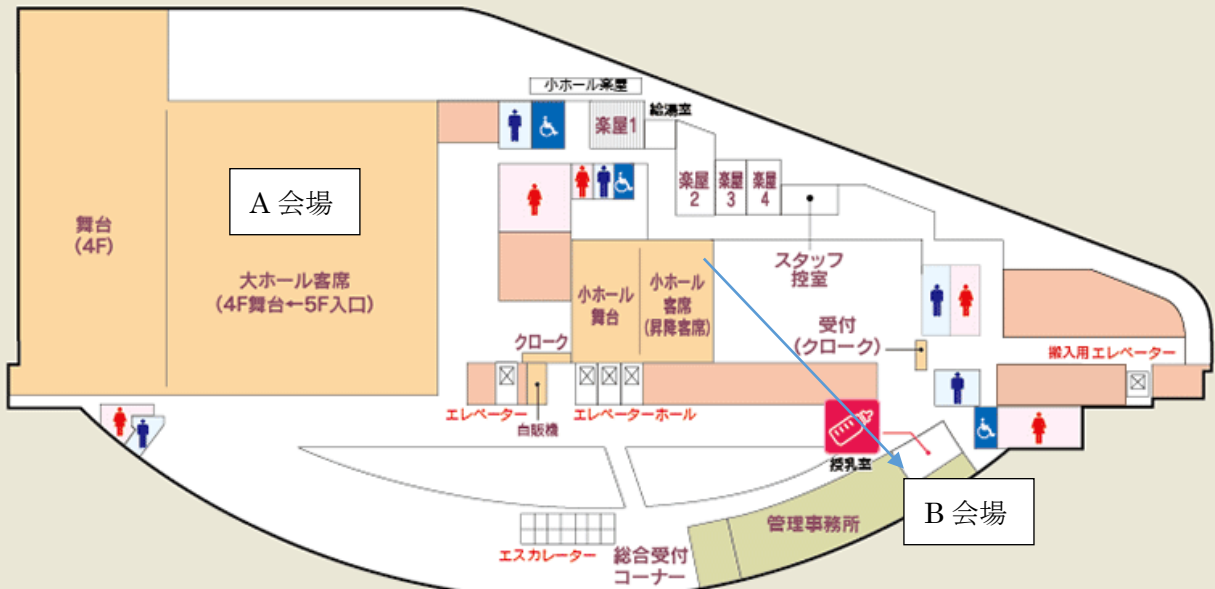 小ホール楽屋
給湯室
楽屋1
A 会場
楽屋
2
楽屋
3
楽屋
4
舞台
(4F)
大ホール客席
(4F舞台←5F入口)
小ホール
舞台
小ホール
客席
(昇降客席)
スタッフ
控室
受付
(クローク)
クローク
搬入用エレベーター
エレベーター
自販機
エレベーターホール
授乳室
B 会場
管理事務所
エスカレーター
総合受付
コーナー